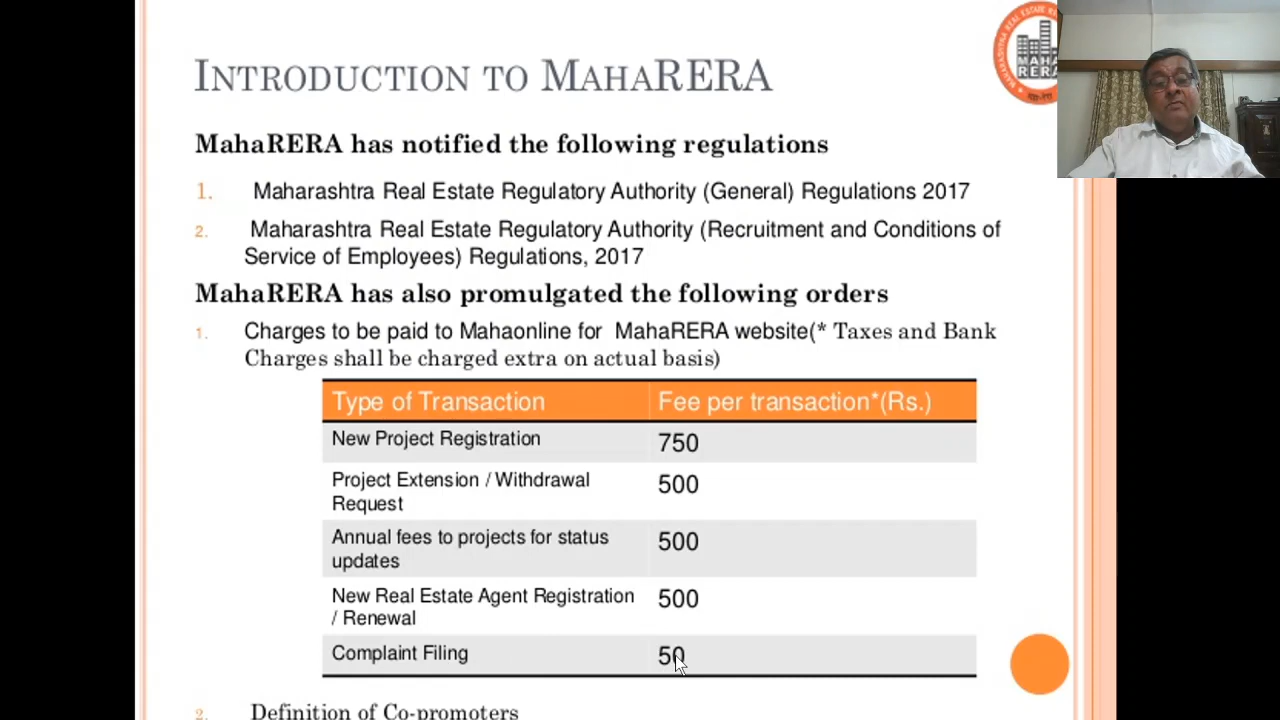 INTRODUCTION TO MAHARERA
MahaRERA has notified the following regulations
1. Maharashtra Real Estate Regulatory Authority (General) Regulations 2017
2. Maharashtra Real Estate Regulatory Authority (Recruitment and Conditions of
Service of Employees) Regulations, 2017
MahaRERA has also promulgated the following orders
1. Charges to be paid to Mahaonline for MahaRERA website(* Taxes and Bank
Charges shall be charged extra on actual basis)
Type of Transaction Fee per transaction*(Rs.)
New Project Registration 750
Project Extension / Withdrawal
Request 500
Annual fees to projects for status
updates 500
New Real Estate Agent Registration
/ Renewal 500
Complaint Filing 50
2. Definition of Co-promoters
MAHA
RERA
MAHARASHTRA REAL ESTATE